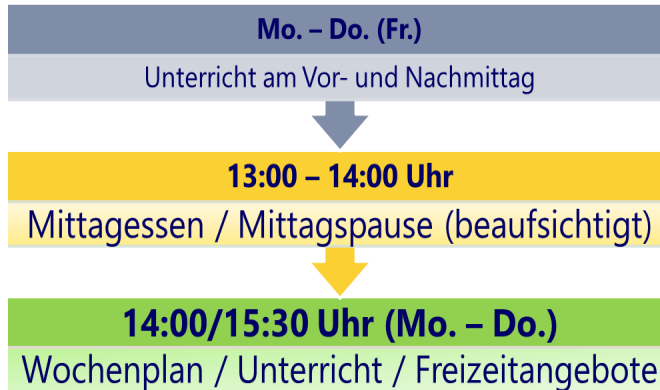 Mo. – Do. (Fr.)
Unterricht am Vor- und Nachmittag
13:00 – 14:00 Uhr
Mittagessen / Mittagspause (beaufsichtigt)
14:00/15:30 Uhr (Mo. – Do.)
Wochenplan / Unterricht / Freizeitangebote